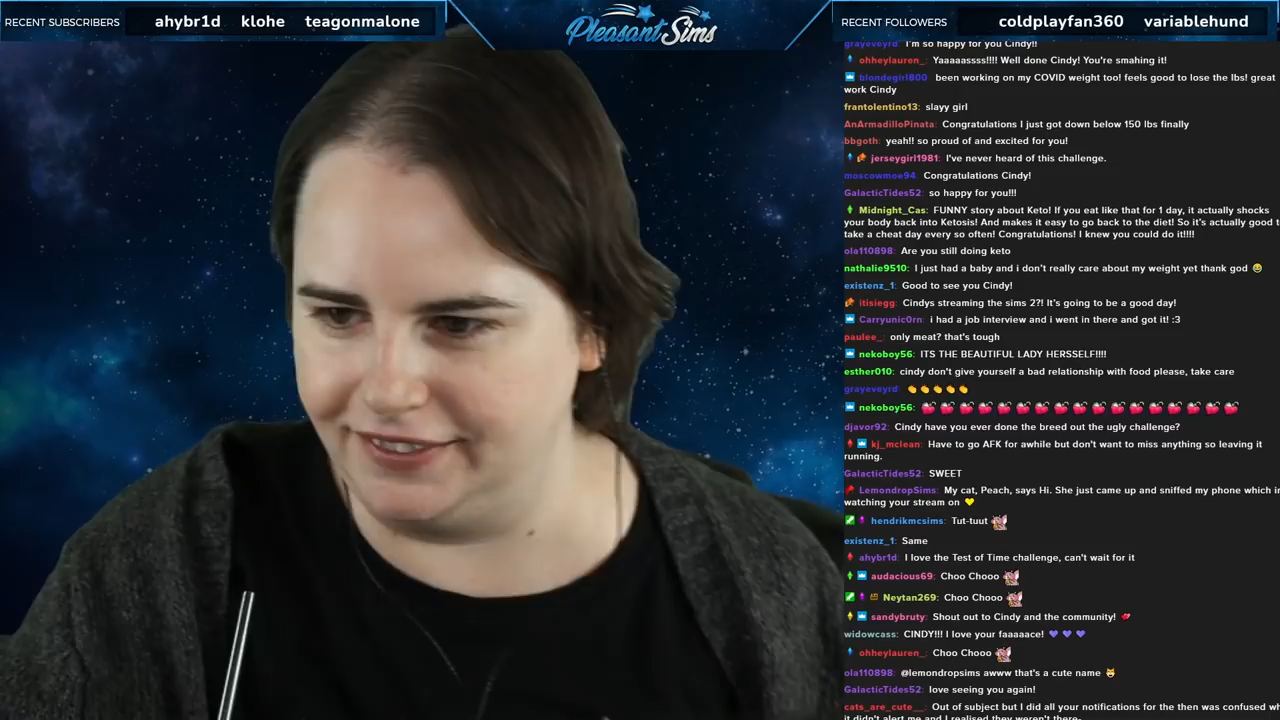 RECENT SUBSCRIBERS ahybr1d klohe teagonmalone
PleasantSims
RECENT FOLLOWERS coldplayfan360 variablehund
grayeveyrd: I'm so happy for you Cindy!!
ohheylauren_: Yaaaaassss!!!! Well done Cindy! You're smahing it!
blondegirl800 been working on my COVID weight too! feels good to lose the lbs! great
work Cindy
frantolentino13: slayy girl
AnArmadilloPinata: Congratulations I just got down below 150 lbs finally
bbgoth: yeah!! so proud of and excited for you!
jerseygirl1981: I've never heard of this challenge.
moscowmoe94 Congratulations Cindy!
GalacticTides52: so happy for you!!!
Midnight_Cas: FUNNY story about Keto! If you eat like that for 1 day, it actually shocks
your body back into Ketosis! And makes it easy to go back to the diet! So it's actually good t
take a cheat day every so often! Congratulations! I knew you could do it!!!!
ola110898: Are you still doing keto
nathalie9510: I just had a baby and i don't really care about my weight yet thank god 😂
existenz_1: Good to see you Cindy!
itisiegg: Cindys streaming the sims 2?! It's going to be a good day!
Carryunic0rn: i had a job interview and i went in there and got it! :3
paulee_: only meat? that's tough
nekoboy56: ITS THE BEAUTIFUL LADY HERSSELF!!!!
esther010: cindy don't give yourself a bad relationship with food please, take care
grayeveyrd: 👏 👏 👏 👏 👏
nekoboy56:
djavor92: Cindy have you ever done the breed out the ugly challenge?
kj_mclean: Have to go AFK for awhile but don't want to miss anything so leaving it
running.
GalacticTides52: SWEET
LemondropSims: My cat, Peach, says Hi. She just came up and sniffed my phone which i
watching your stream on 💛
hendrikmcsims: Tut-tuut
existenz_1: Same
ahybr1d: I love the Test of Time challenge, can't wait for it
audacious69: Choo Chooo
Neytan269: Choo Chooo
sandybruty: Shout out to Cindy and the community!
widowcass: CINDY!!! I love your faaaaace! 💜 💜 💜
ohheylauren_: Choo Chooo
ola110898: @lemondropsims awww that's a cute name
GalacticTides52: love seeing you again!
cats_are_cute__: Out of subject but I did all your notifications for the then was confused wh
it didn't alert me and I realised they weren't there-